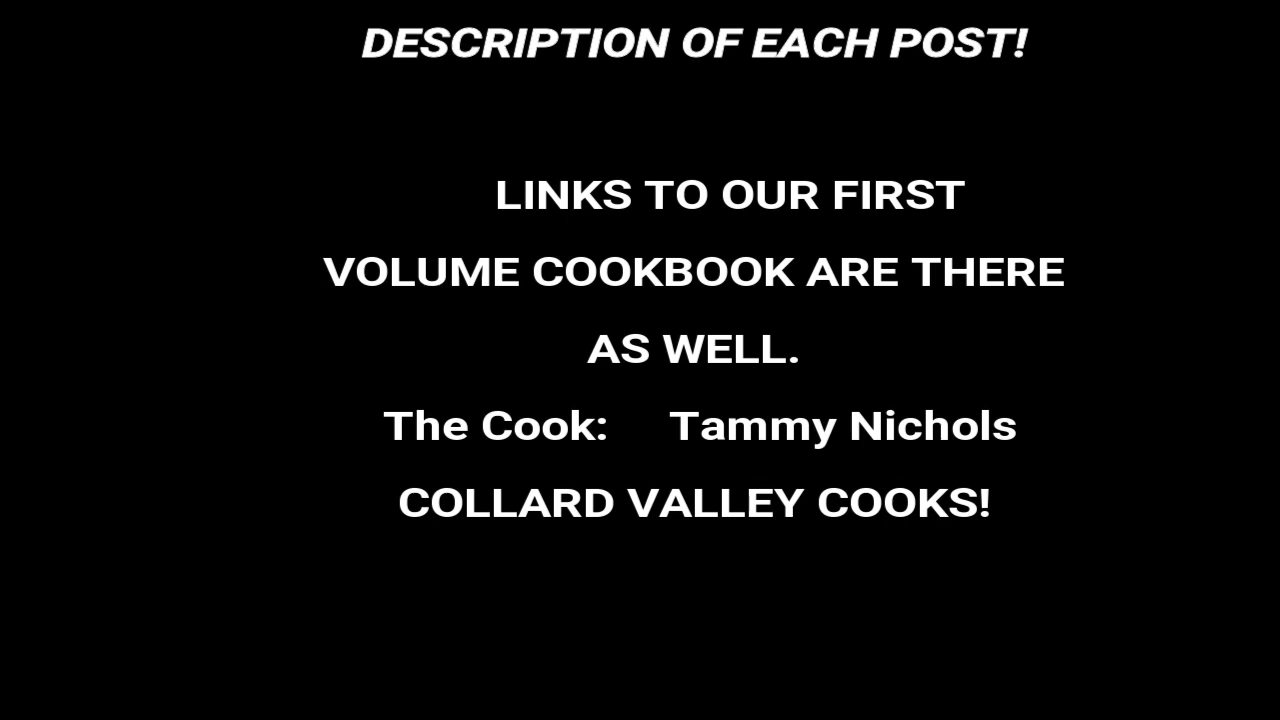 DESCRIPTION OF EACH POST!
LINKS TO OUR FIRST
VOLUME COOKBOOK ARE THERE
AS WELL.
The Cook: Tammy Nichols
COLLARD VALLEY COOKS!